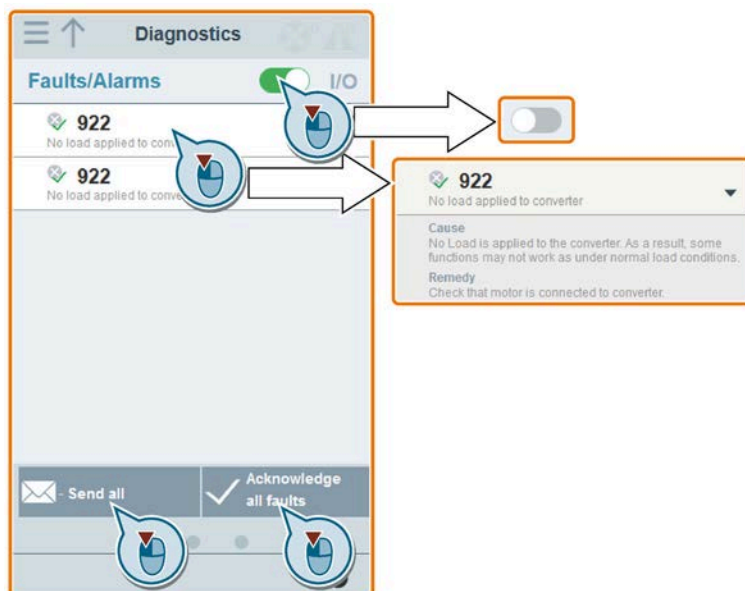 Diagnostics
Faults/Alarms I/O
922
No load applied to
922
No load applied to
- Send all
Acknowledge
all faults
922
No load applied to converter
Cause
No Load is applied to the converter. As a result, some
functions may not work as under normal load conditions.
Remedy
Check that motor is connected to converter.